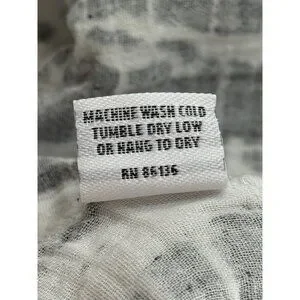 MACHINE WASH COLD
TUMBLE DRY LOW
OR HANG TO DRY
RN 86136